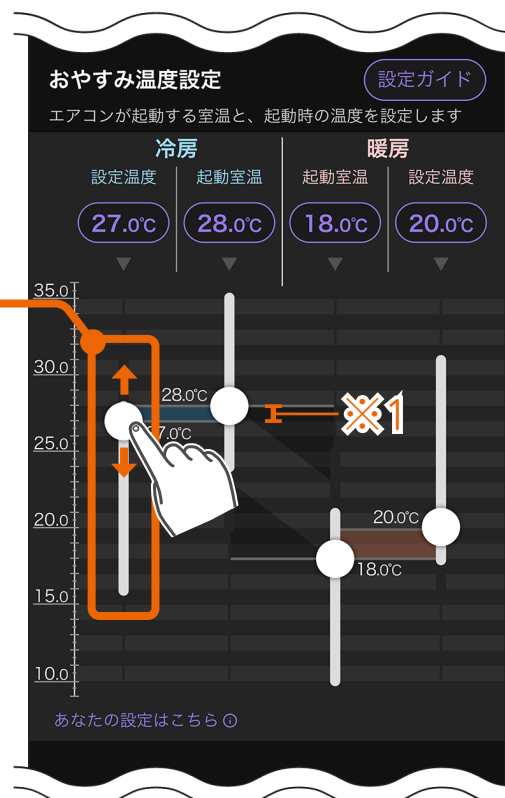 おやすみ温度設定
設定ガイド
エアコンが起動する室温と、起動時の温度を設定します
冷房 暖房
設定温度 起動室温 起動室温 設定温度
27.0℃ 28.0℃ 18.0℃ 20.0℃
35.0
30.0
28.0℃
※1
7.0℃
25.0
20.0
20.0℃
18.0℃
15.0
10.0
あなたの設定はこちら